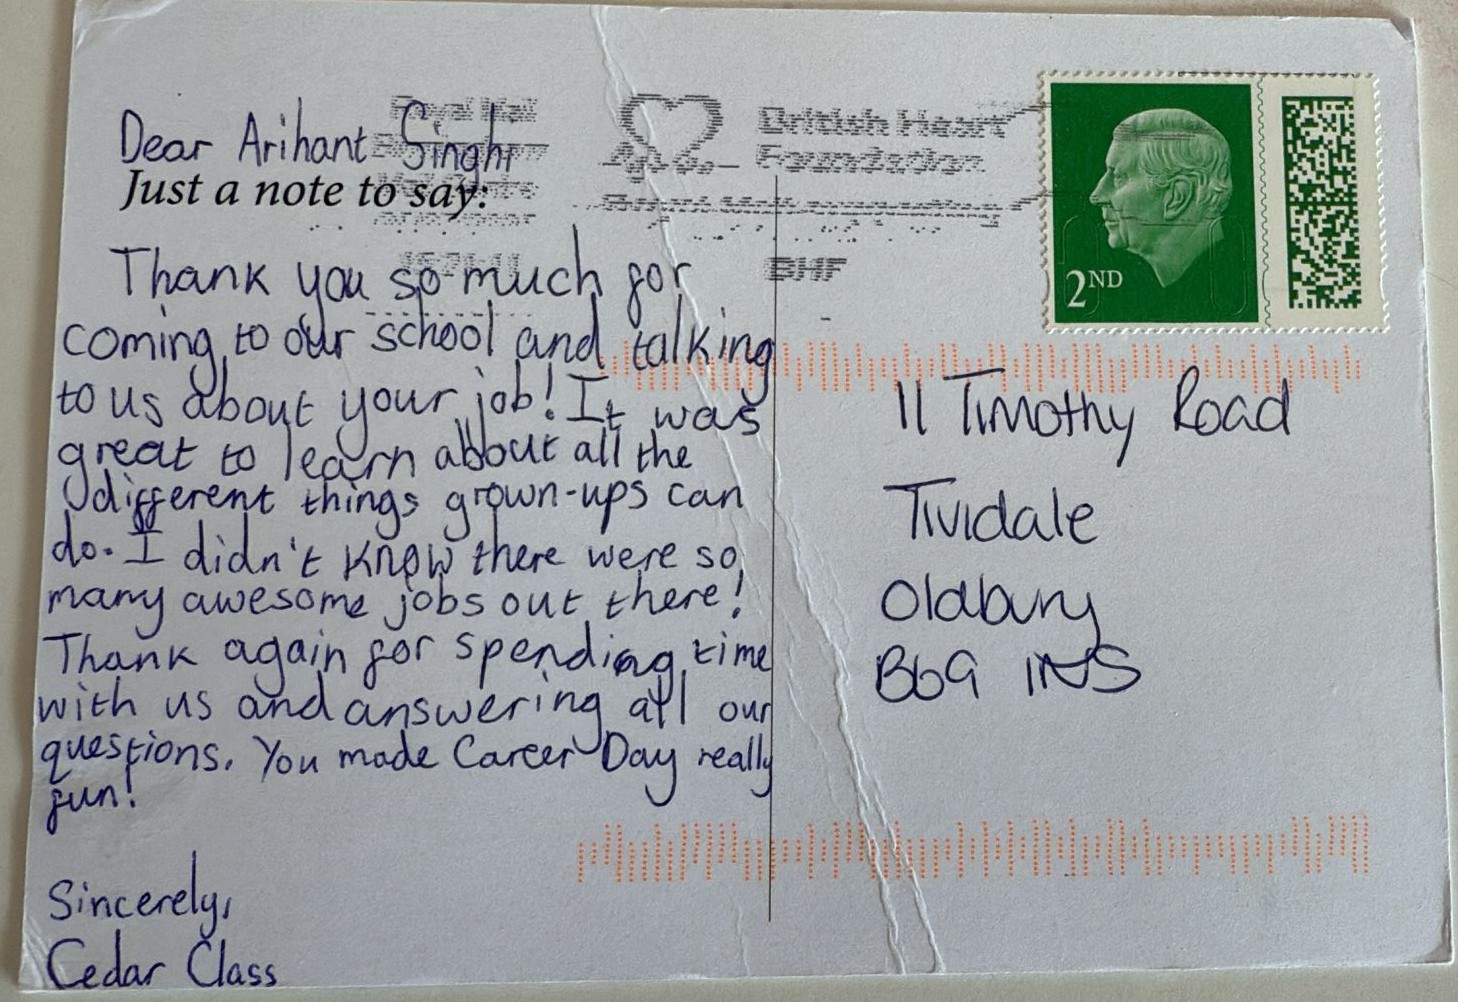 Dear Arihant Singhi
Just a note to say:
Thank you so much for
coming to our school and talking
to us about your job! It was
great to learn about all the
different things grown-ups can
do. I didn't know there were so
many awesome jobs out there!
Thank again for spending time
with us and answering all our
questions. You made Career Day really
fun!
Sincerely,
Cedar Class
Royal Mail
British Heart
Foundation
BHF
2ND
11 Timothy Road
Tividale
Oldbury
B69 1NS